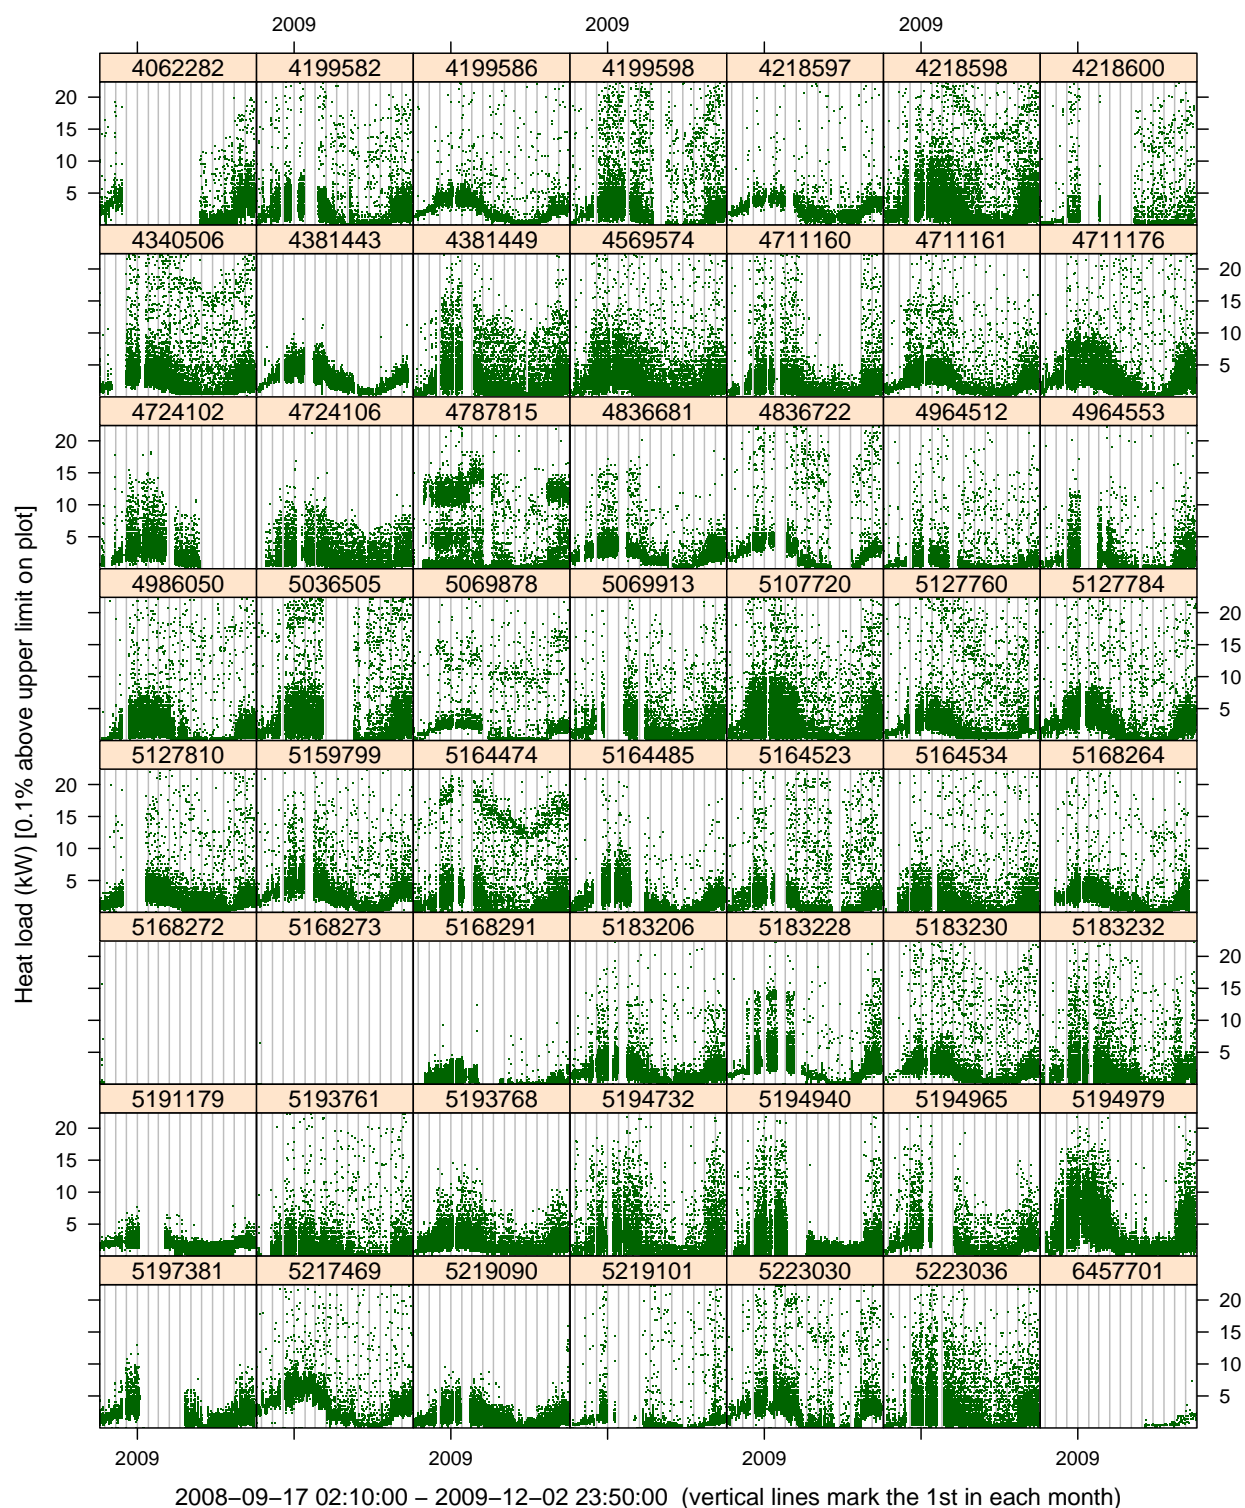 2009 2009 2009
4062282 4199582 4199586 4199598 4218597 4218598 4218600
20
15
10
5
4340506 4381443 4381449 4569574 4711160 4711161 4711176
20
15
10
5
4724102 4724106 4787815 4836681 4836722 4964512 4964553
20
15
10
5
4986050 5036505 5069878 5069913 5107720 5127760 5127784
20
15
10
5
5127810 5159799 5164474 5164485 5164523 5164534 5168264
20
15
10
5
5168272 5168273 5168291 5183206 5183228 5183230 5183232
20
15
10
5
5191179 5193761 5193768 5194732 5194940 5194965 5194979
20
15
10
5
5197381 5217469 5219090 5219101 5223030 5223036 6457701
20
15
10
5
2009 2009 2009 2009
Heat load (kW) [0.1% above upper limit on plot]
2008−09−17 02:10:00 − 2009−12−02 23:50:00 (vertical lines mark the 1st in each month)